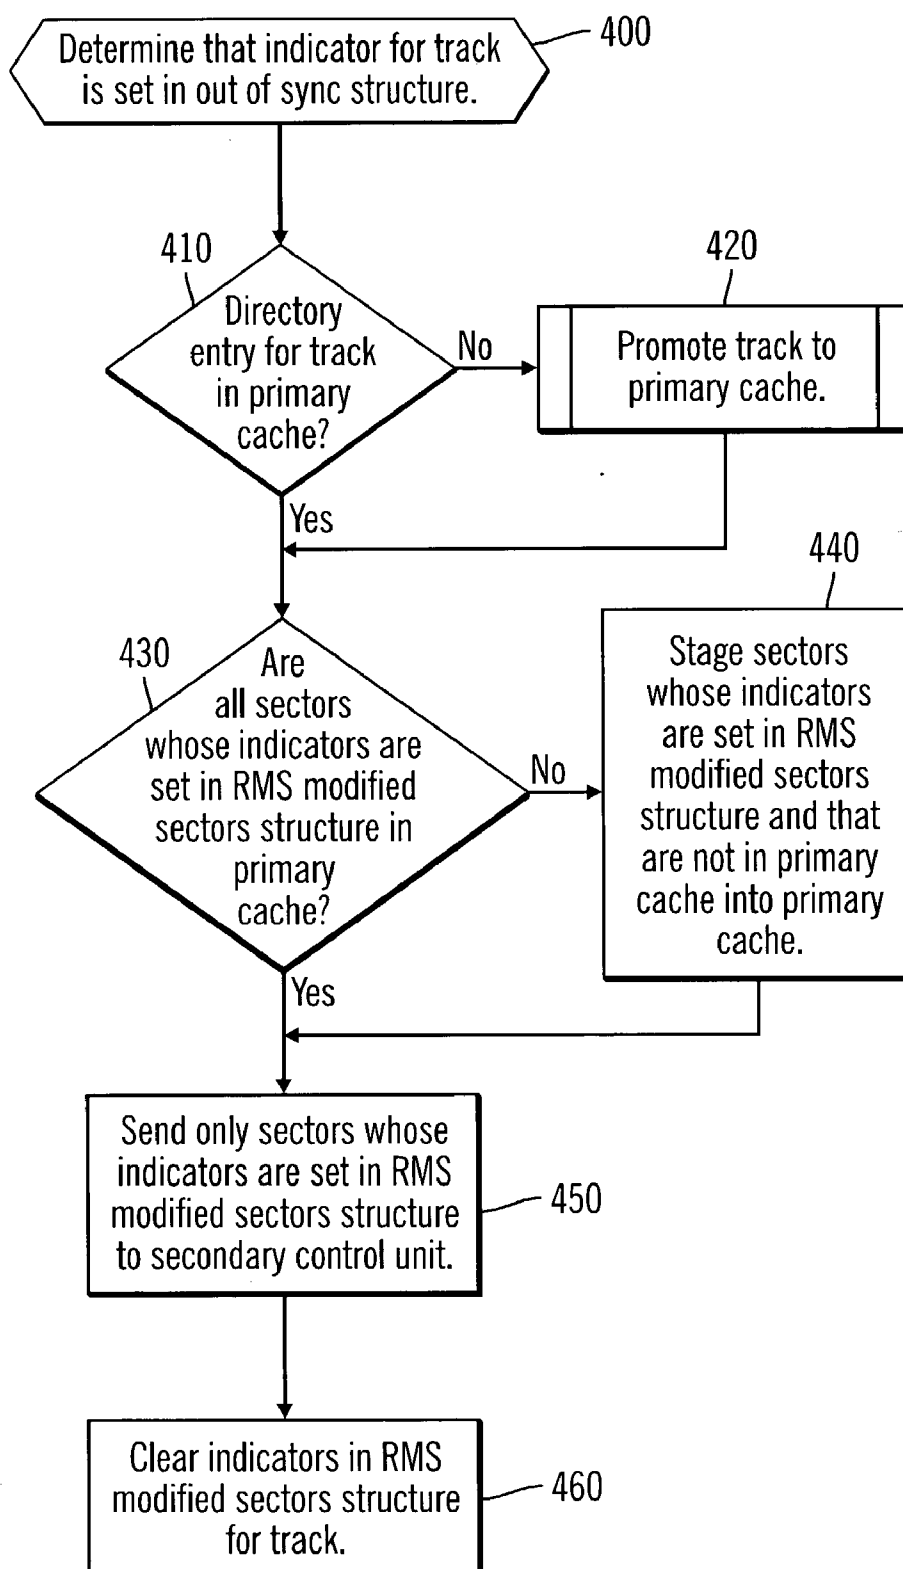 Determine that indicator for track
is set in out of sync structure.
400
410
Directory
entry for track
in primary
cache?
No
420
Promote track to
primary cache.
Yes
430
Are
all sectors
whose indicators are
set in RMS modified
sectors structure in
primary
cache?
No
440
Stage sectors
whose indicators
are set in RMS
modified sectors
structure and that
are not in primary
cache into primary
cache.
Yes
Send only sectors whose
indicators are set in RMS
modified sectors structure
to secondary control unit.
450
Clear indicators in RMS
modified sectors structure
for track.
460